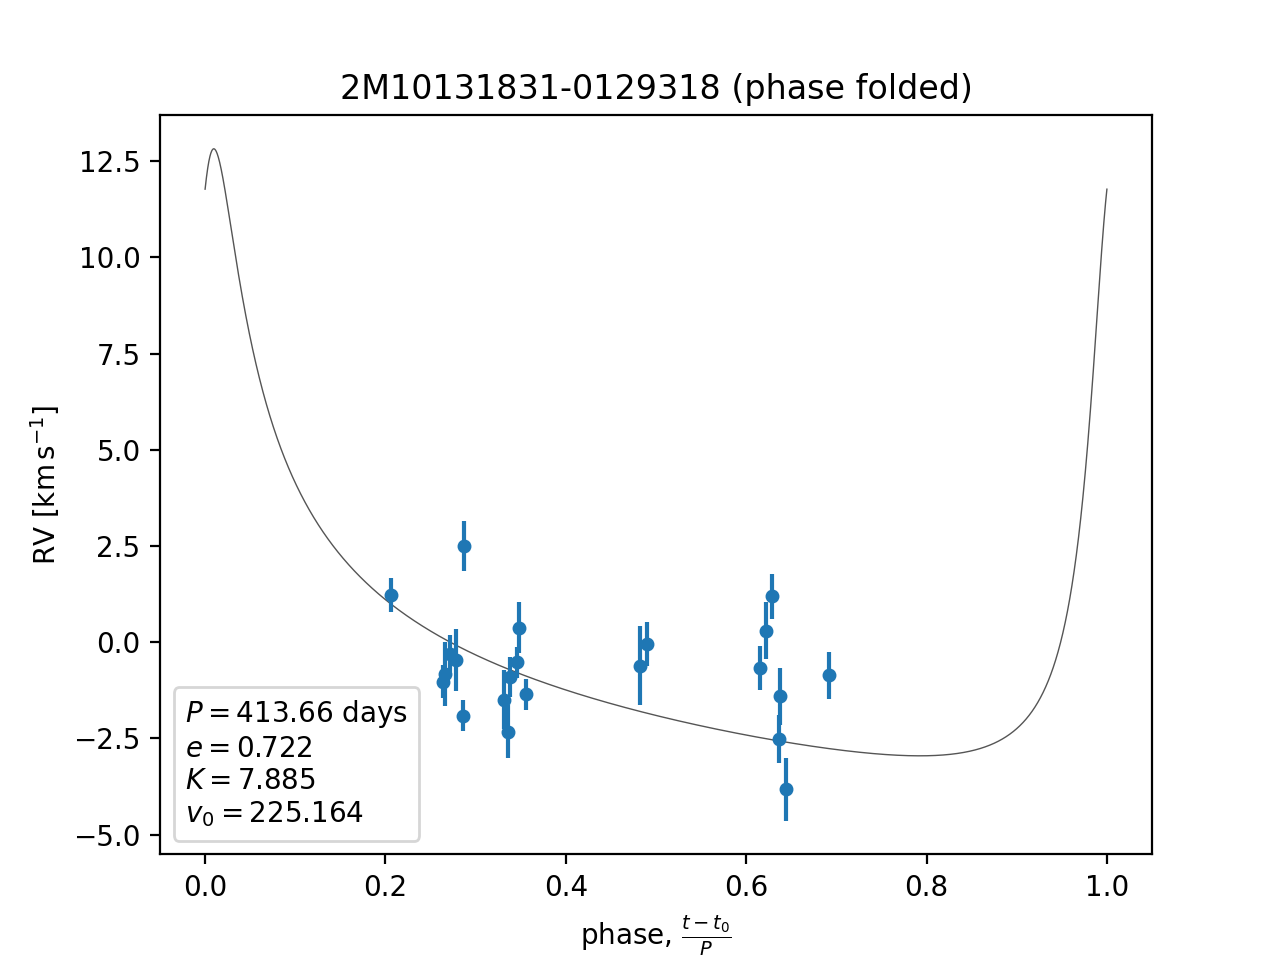 2M10131831-0129318 (phase folded)
12.5
10.0
7.5
5.0
2.5
0.0
−2.5
−5.0
RV [km s⁻¹]
P = 413.66 days
e = 0.722
K = 7.885
v₀ = 225.164
0.0 0.2 0.4 0.6 0.8 1.0
phase, (t − t₀)/P